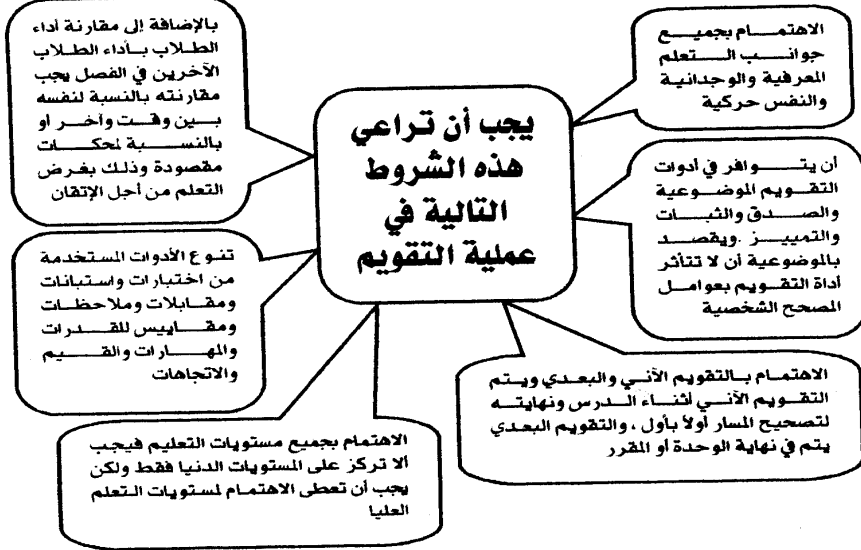 يجب أن تراعي
هذه الشروط
التالية في
عملية التقويم
الاهتمام بجميع
جوانب التعلم
المعرفية والوجدانية
والنفس حركية
أن يتوافر في أدوات
التقويم الموضوعية
والصدق والثبات
والتمييز .ويقصد
بالموضوعية أن لا تتأثر
أداة التقويم بعوامل
المصحح الشخصية
الاهتمام بالتقويم الآني والبعدي ويتم
التقويم الآني أثناء الدرس ونهايته
لتصحيح المسار أولاً بأول ، والتقويم البعدي
يتم في نهاية الوحدة أو المقرر
الاهتمام بجميع مستويات التعليم فيجب
ألا تركز على المستويات الدنيا فقط ولكن
يجب أن تعطى الاهتمام لمستويات التعلم
العليا
تنوع الأدوات المستخدمة
من اختبارات واستبانات
ومقابلات وملاحظات
ومقاييس للقدرات
والمهارات والقيم
والاتجاهات
بالإضافة إلى مقارنة أداء
الطلاب بأداء الطلاب
الآخرين في الفصل يجب
مقارنته بالنسبة لنفسه
بين وقت وآخر او
بالنسبة لمحكات
مقصودة وذلك بغرض
التعلم من أجل الإتقان